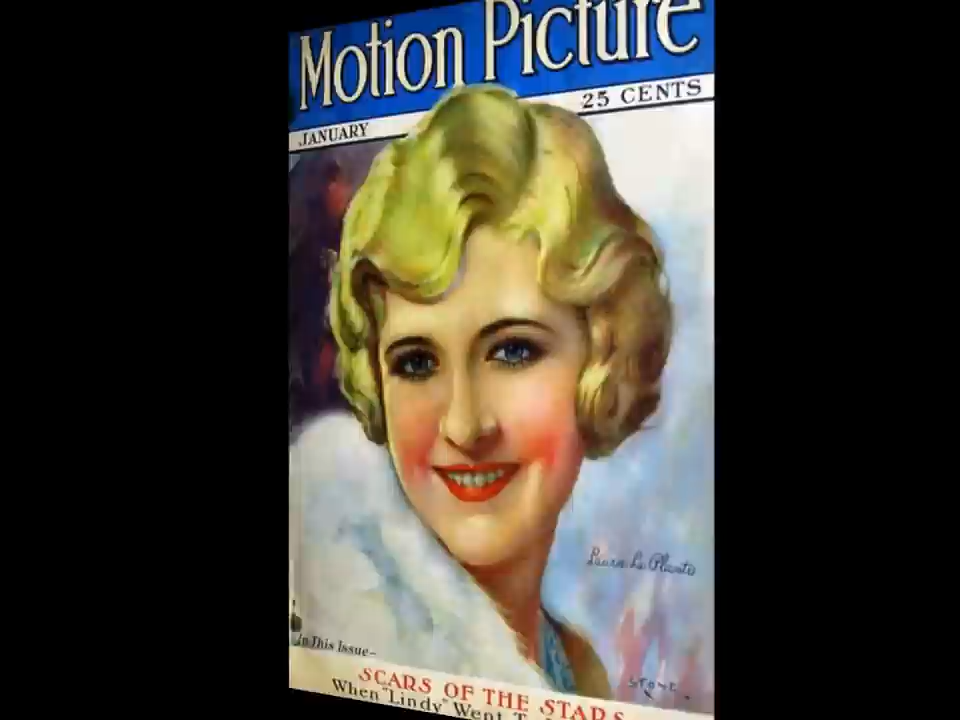 Motion Picture
25 CENTS
JANUARY
Laura La Plante
In This Issue-
STONE
SCARS OF THE STARS
When "Lindy" Went